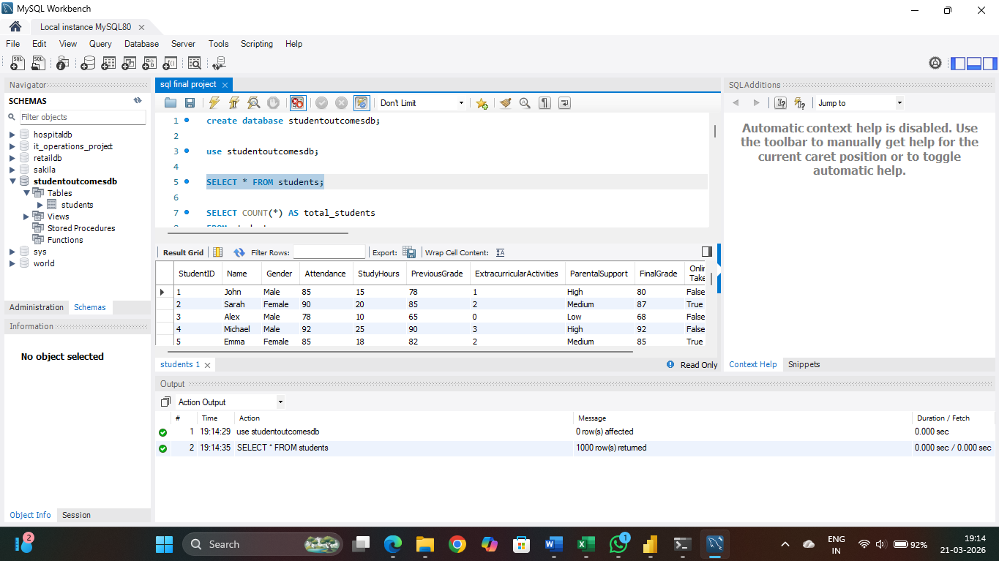 MySQL Workbench
Local instance MySQL80
File Edit View Query Database Server Tools Scripting Help
Navigator
SCHEMAS
Filter objects
hospitaldb
it_operations_project
retaildb
sakila
studentoutcomesdb
Tables
students
Views
Stored Procedures
Functions
sys
world
Administration Schemas
Information
No object selected
Object Info Session
sql final project
Don't Limit
1 create database studentoutcomesdb;
2
3 use studentoutcomesdb;
4
5 SELECT * FROM students;
6
7 SELECT COUNT(*) AS total_students
Result Grid Filter Rows: Export: Wrap Cell Content:
StudentID Name Gender Attendance StudyHours PreviousGrade ExtracurricularActivities ParentalSupport FinalGrade
1 John Male 85 15 78 1 High 80 False
2 Sarah Female 90 20 85 2 Medium 87 True
3 Alex Male 78 10 65 0 Low 68 False
4 Michael Male 92 25 90 3 High 92 False
5 Emma Female 85 18 82 2 Medium 85 True
students 1
Read Only
SQLAdditions
Jump to
Automatic context help is disabled. Use
the toolbar to manually get help for the
current caret position or to toggle
automatic help.
Context Help Snippets
Output
Action Output
# Time Action Message Duration / Fetch
1 19:14:29 use studentoutcomesdb 0 row(s) affected 0.000 sec
2 19:14:35 SELECT * FROM students 1000 row(s) returned 0.000 sec / 0.000 sec
2
Search
1
ENG
IN
92%
19:14
21-03-2026